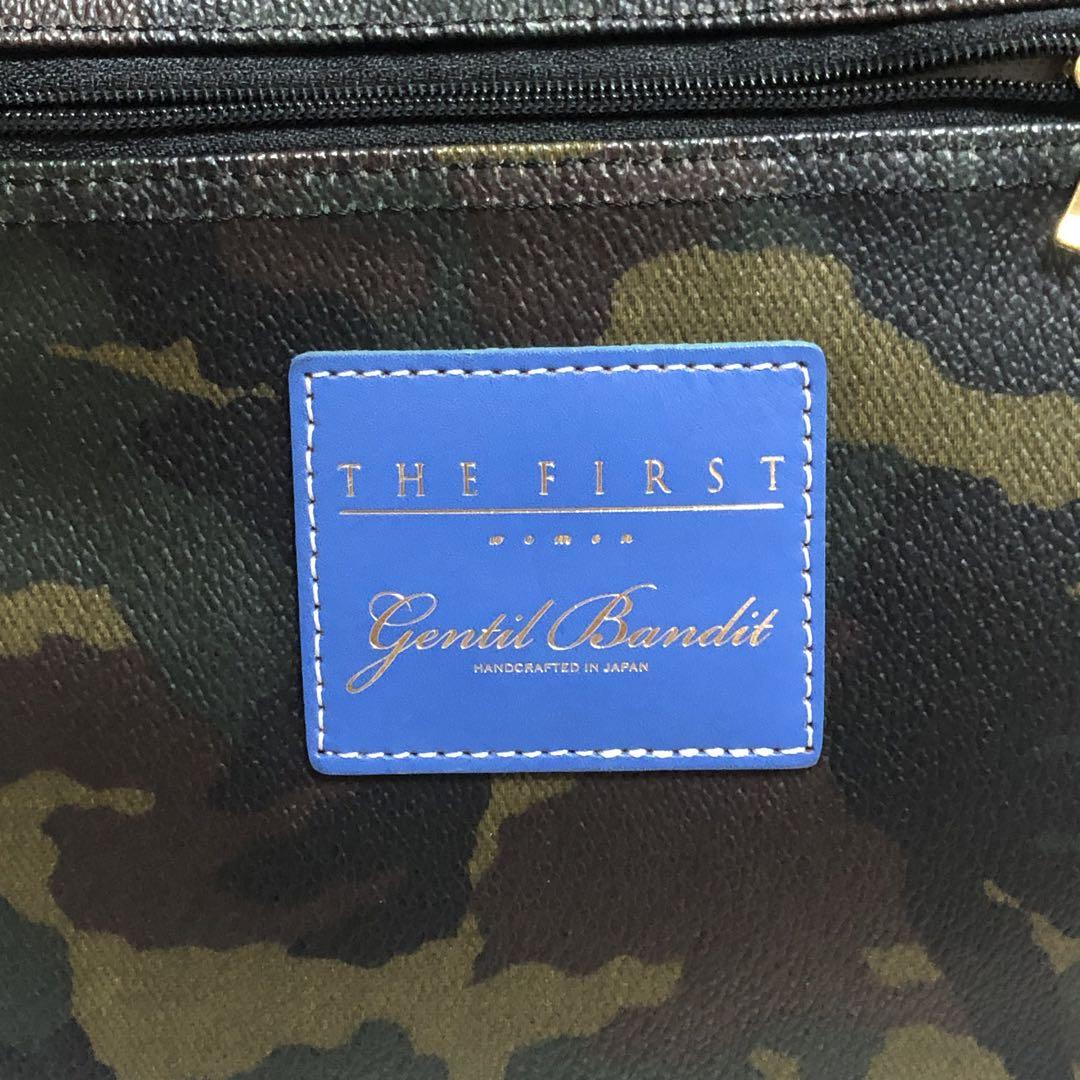 THE FIRST
women
Gentil Bandit
HANDCRAFTED IN JAPAN